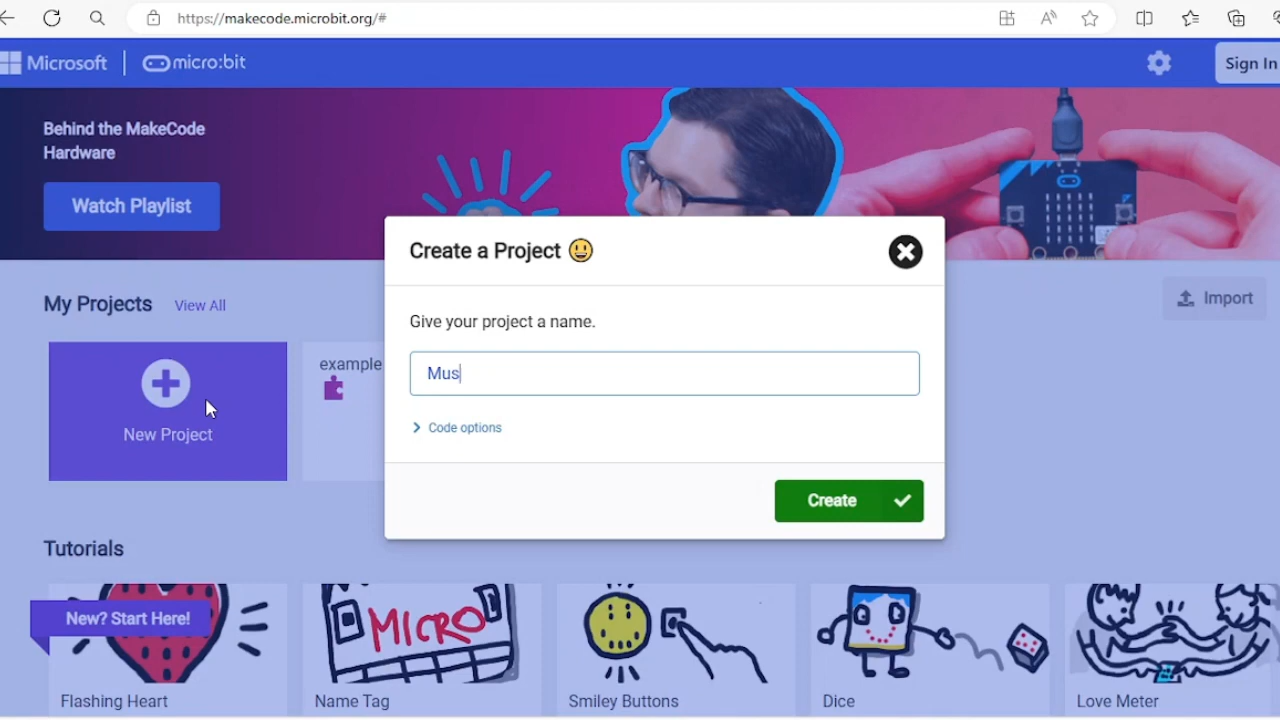 https://makecode.microbit.org/#
Microsoft | micro:bit
Sign In
Behind the MakeCode
Hardware
Watch Playlist
Create a Project 😃
Give your project a name.
Mus
Code options
Create
My Projects View All
Import
New Project
example
Tutorials
New? Start Here!
MICRO
Flashing Heart
Name Tag
Smiley Buttons
Dice
Love Meter